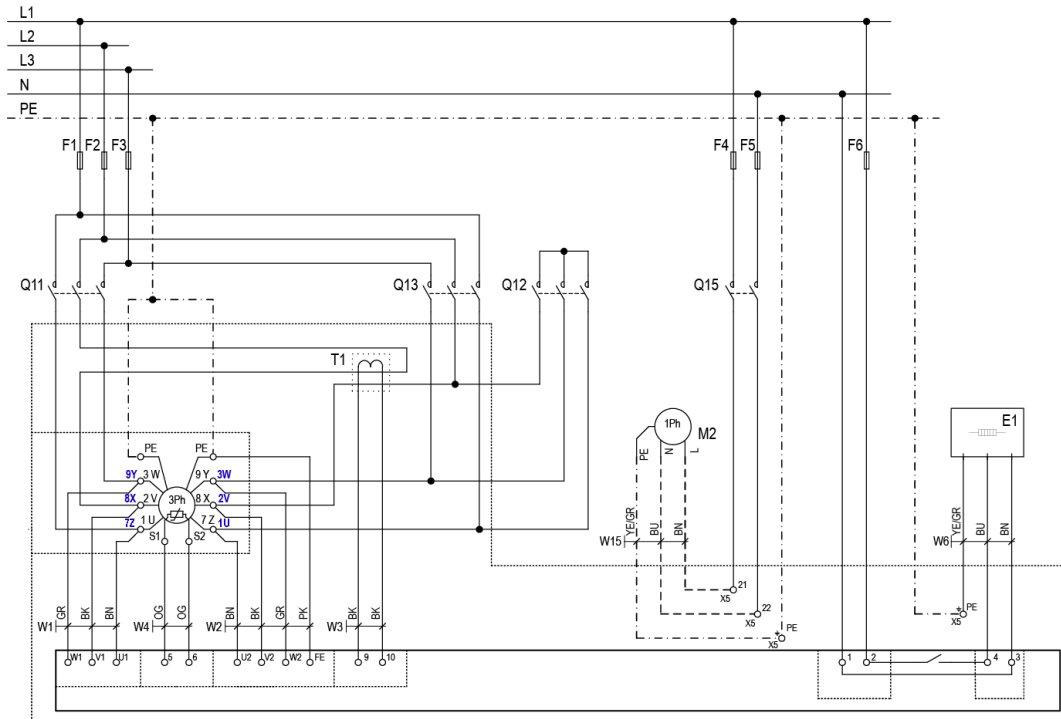 L1
L2
L3
N
PE
F1 F2 F3 F4 F5 F6
Q11 Q13 Q12 Q15
T1
1Ph M2 E1
PE PE PE N L
9Y 3 W 9 Y 3W
8X 2 V 3Ph 8 X 2V
7Z 1 U 7 Z 1U
S1 S2
W15 YE/GR BU BN W6 YE/GR BU BN
21
X5
22
X5
PE
X5
PE
X5
W1 GR BK BN W4 OG OG W2 BN BK GR PK W3 BK BK
W1 V1 U1 5 6 U2 V2 W2 FE 9 10 1 2 4 3